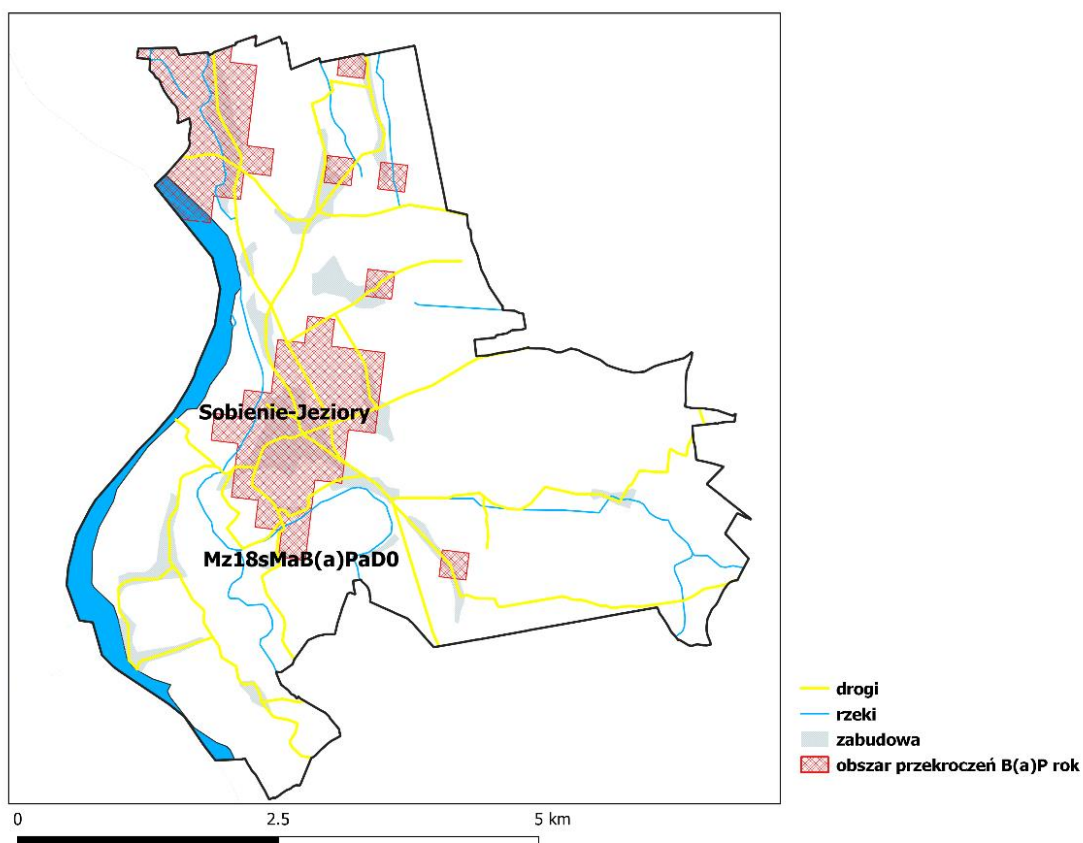 Sobienie-Jeziory
Mz18sMaB(a)PaD0
drogi
rzeki
zabudowa
obszar przekroczeń B(a)P rok
0 2.5 5 km